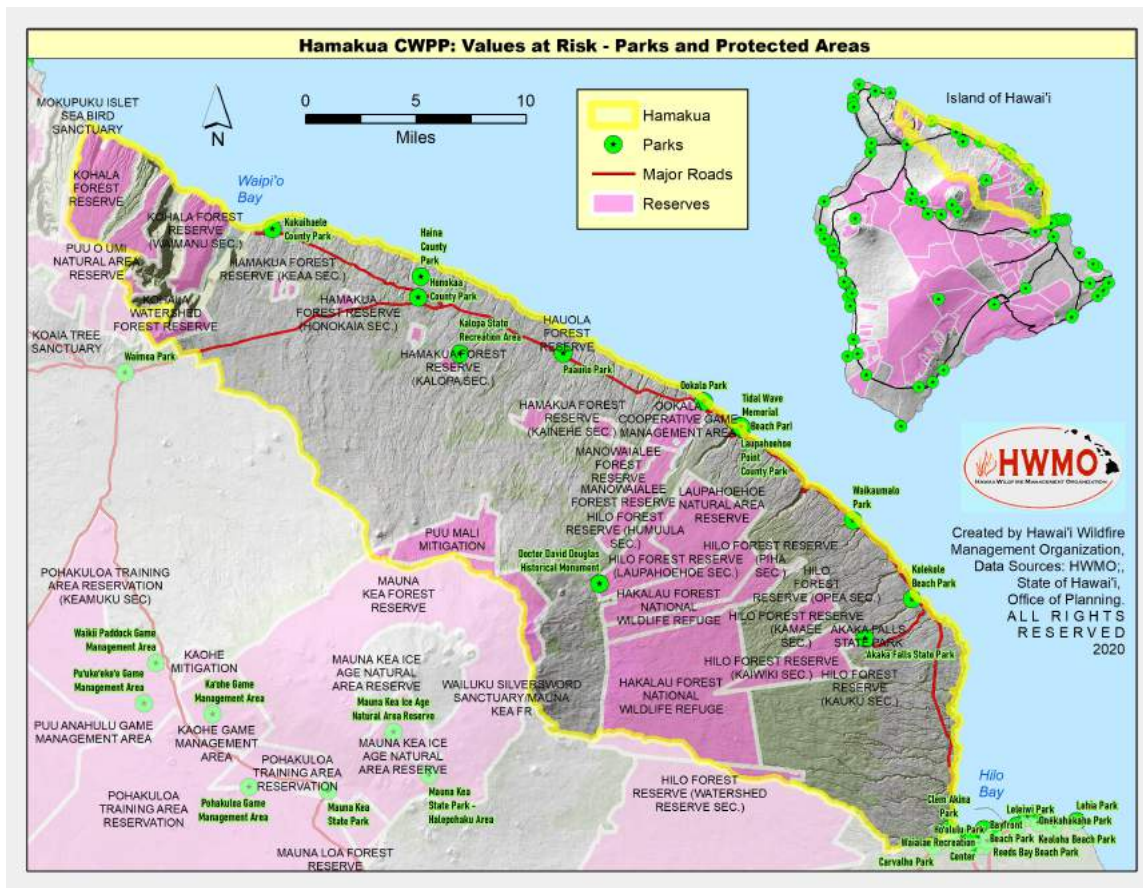 Hamakua CWPP: Values at Risk - Parks and Protected Areas
MOKUPUKU ISLET
SEA BIRD
SANCTUARY
N
0 5 10
Miles
Hamakua
Parks
Major Roads
Reserves
Island of Hawai'i
KOHALA
FOREST
RESERVE
Waipi'o
Bay
KOHALA FOREST
RESERVE
(WAIMANU SEC.)
Kukuihaele
County Park
Haina
County
Park
PUU O UMI
NATURAL AREA
RESERVE
HAMAKUA FOREST
RESERVE (KEAA SEC.)
Honokaa
County Park
KOHALA
WATERSHED
FOREST RESERVE
HAMAKUA
FOREST RESERVE
(HONOKAIA SEC.)
KOAIA TREE
SANCTUARY
Waimea Park
Kalopa State
Recreation Area
HAUOLA
FOREST
RESERVE
HAMAKUA FOREST
RESERVE
(KALOPA SEC.)
Paauilo Park
Ookala Park
HAMAKUA FOREST
RESERVE
(KAINEHE SEC.)
OOKALA
COOPERATIVE GAME
MANAGEMENT AREA
Tidal Wave
Memorial
Beach Parl
Laupahoehoe
Point
County Park
MANOWAIALEE
FOREST
RESERVE
MANOWAIALEE
FOREST RESERVE
LAUPAHOEHOE
NATURAL AREA
RESERVE
HILO FOREST
RESERVE (HUMUULA
SEC.)
Waikaumalo
Park
HWMO
HAWAII WILDFIRE MANAGEMENT ORGANIZATION
Created by Hawai'i Wildfire
Management Organization,
Data Sources: HWMO;,
State of Hawai'i,
Office of Planning.
ALL RIGHTS
RESERVED
2020
PUU MALI
MITIGATION
Doctor David Douglas
Historical Monument
HILO FOREST RESERVE
(LAUPAHOEHOE SEC.)
HILO FOREST RESERVE
(PIHA
SEC.)
HILO
FOREST
RESERVE (OPEA SEC.)
Kolekole
Beach Park
POHAKULOA TRAINING
AREA RESERVATION
(KEAMUKU SEC)
MAUNA
KEA FOREST
RESERVE
HAKALAU FOREST
NATIONAL
WILDLIFE REFUGE
HILO FOREST RESERVE
(KAMAEE
SEC.)
AKAKA FALLS
STATE PARK
'Akaka Falls State Park
Waikii Paddock Game
Management Area
KAOHE
MITIGATION
Pu'uke'eke'o Game
Management Area
Ka'ohe Game
Management Area
MAUNA KEA ICE
AGE NATURAL
AREA RESERVE
Mauna Kea Ice Age
Natural Area Reserve
WAILUKU SILVERSWORD
SANCTUARY/MAUNA
KEA FR
HAKALAU FOREST
NATIONAL
WILDLIFE REFUGE
HILO FOREST RESERVE
(KAIWIKI SEC.)
HILO FOREST
RESERVE
(KAUKU SEC.)
PUU ANAHULU GAME
MANAGEMENT AREA
KAOHE GAME
MANAGEMENT
AREA
MAUNA KEA ICE
AGE NATURAL
AREA RESERVE
POHAKULOA
TRAINING AREA
RESERVATION
POHAKULOA
TRAINING AREA
RESERVATION
Pohakuloa Game
Management Area
Mauna Kea
State Park
Mauna Kea
State Park -
Halepohaku Area
HILO FOREST
RESERVE (WATERSHED
RESERVE SEC.)
MAUNA LOA FOREST
RESERVE
Hilo
Bay
Clem Akina
Park
Ho'olulu Park
Waialae Recreation
Center
Carvalho Park
Bayfront
Beach Park
Reeds Bay Beach Park
Leleiwi Park
Onekahakaha Park
Kealoha Beach Park
Lehia Park